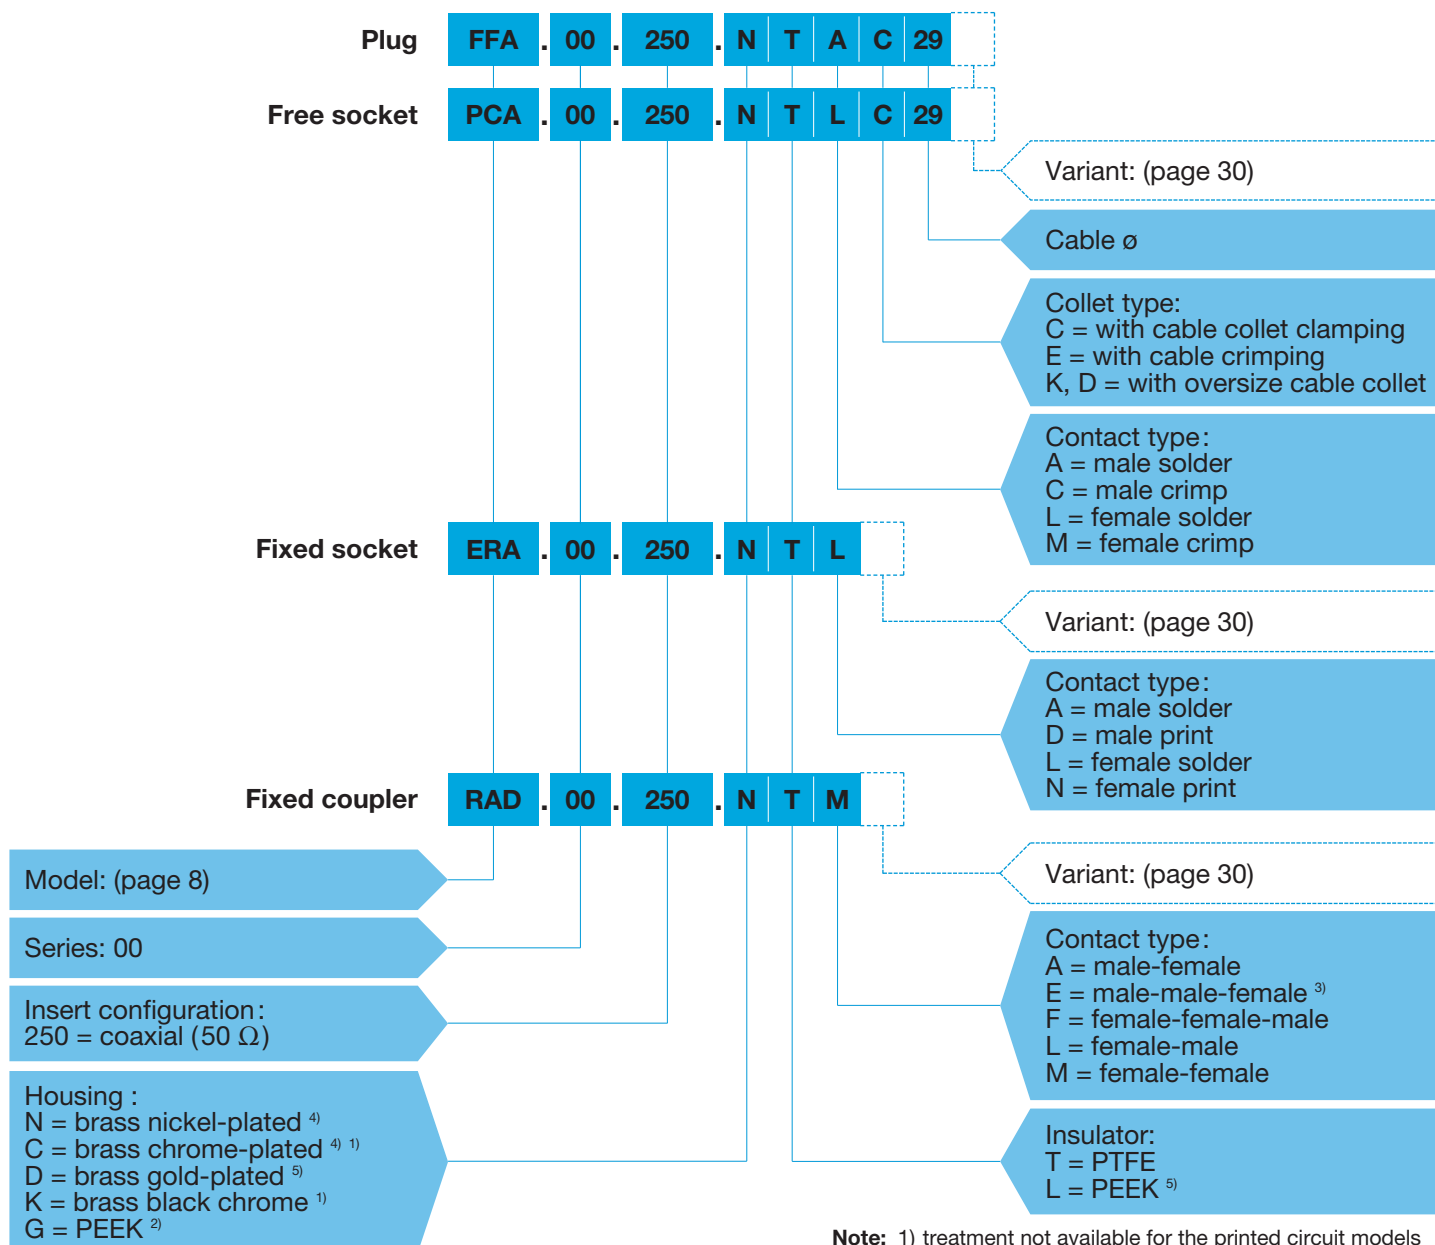 Plug FFA . 00 . 250 . N T A C 29
Free socket PCA . 00 . 250 . N T L C 29
Variant: (page 30)
Cable ø
Collet type:
C = with cable collet clamping
E = with cable crimping
K, D = with oversize cable collet
Contact type:
A = male solder
C = male crimp
L = female solder
M = female crimp
Fixed socket ERA . 00 . 250 . N T L
Variant: (page 30)
Contact type:
A = male solder
D = male print
L = female solder
N = female print
Fixed coupler RAD . 00 . 250 . N T M
Variant: (page 30)
Contact type:
A = male-female
E = male-male-female 3)
F = female-female-male
L = female-male
M = female-female
Insulator:
T = PTFE
L = PEEK 5)
Model: (page 8)
Series: 00
Insert configuration:
250 = coaxial (50 Ω)
Housing :
N = brass nickel-plated 4)
C = brass chrome-plated 4) 1)
D = brass gold-plated 5)
K = brass black chrome 1)
G = PEEK 2)
Note: 1) treatment not available for the printed circuit models